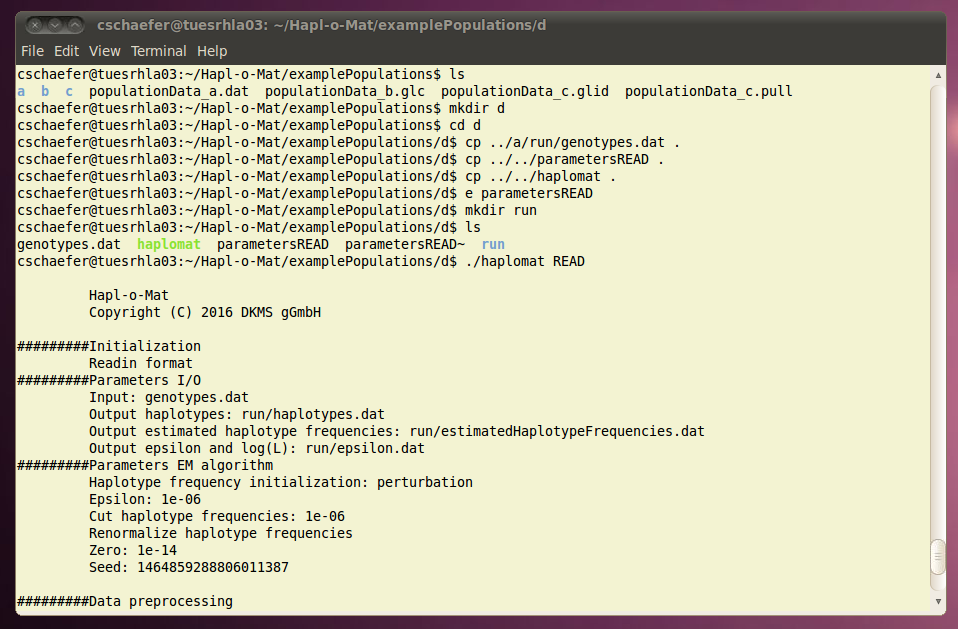 cschaefer@tuesrhla03: ~/Hapl-o-Mat/examplePopulations/d
File Edit View Terminal Help
cschaefer@tuesrhla03:~/Hapl-o-Mat/examplePopulations$ ls
a b c populationData_a.dat populationData_b.glc populationData_c.glid populationData_c.pull
cschaefer@tuesrhla03:~/Hapl-o-Mat/examplePopulations$ mkdir d
cschaefer@tuesrhla03:~/Hapl-o-Mat/examplePopulations$ cd d
cschaefer@tuesrhla03:~/Hapl-o-Mat/examplePopulations/d$ cp ../a/run/genotypes.dat .
cschaefer@tuesrhla03:~/Hapl-o-Mat/examplePopulations/d$ cp ../../parametersREAD .
cschaefer@tuesrhla03:~/Hapl-o-Mat/examplePopulations/d$ cp ../../haplomat .
cschaefer@tuesrhla03:~/Hapl-o-Mat/examplePopulations/d$ e parametersREAD
cschaefer@tuesrhla03:~/Hapl-o-Mat/examplePopulations/d$ mkdir run
cschaefer@tuesrhla03:~/Hapl-o-Mat/examplePopulations/d$ ls
genotypes.dat haplomat parametersREAD parametersREAD~ run
cschaefer@tuesrhla03:~/Hapl-o-Mat/examplePopulations/d$ ./haplomat READ
Hapl-o-Mat
Copyright (C) 2016 DKMS gGmbH
#########Initialization
Readin format
#########Parameters I/O
Input: genotypes.dat
Output haplotypes: run/haplotypes.dat
Output estimated haplotype frequencies: run/estimatedHaplotypeFrequencies.dat
Output epsilon and log(L): run/epsilon.dat
#########Parameters EM algorithm
Haplotype frequency initialization: perturbation
Epsilon: 1e-06
Cut haplotype frequencies: 1e-06
Renormalize haplotype frequencies
Zero: 1e-14
Seed: 1464859288806011387
#########Data preprocessing